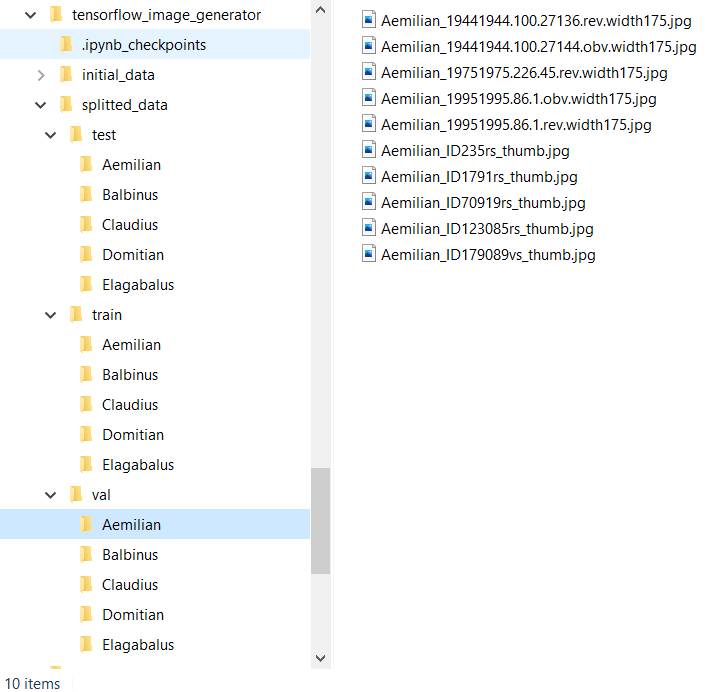 tensorflow_image_generator
.ipynb_checkpoints
initial_data
splitted_data
test
Aemilian
Balbinus
Claudius
Domitian
Elagabalus
train
Aemilian
Balbinus
Claudius
Domitian
Elagabalus
val
Aemilian
Balbinus
Claudius
Domitian
Elagabalus
Aemilian_19441944.100.27136.rev.width175.jpg
Aemilian_19441944.100.27144.obv.width175.jpg
Aemilian_19751975.226.45.rev.width175.jpg
Aemilian_19951995.86.1.obv.width175.jpg
Aemilian_19951995.86.1.rev.width175.jpg
Aemilian_ID235rs_thumb.jpg
Aemilian_ID1791rs_thumb.jpg
Aemilian_ID70919rs_thumb.jpg
Aemilian_ID123085rs_thumb.jpg
Aemilian_ID179089vs_thumb.jpg
10 items